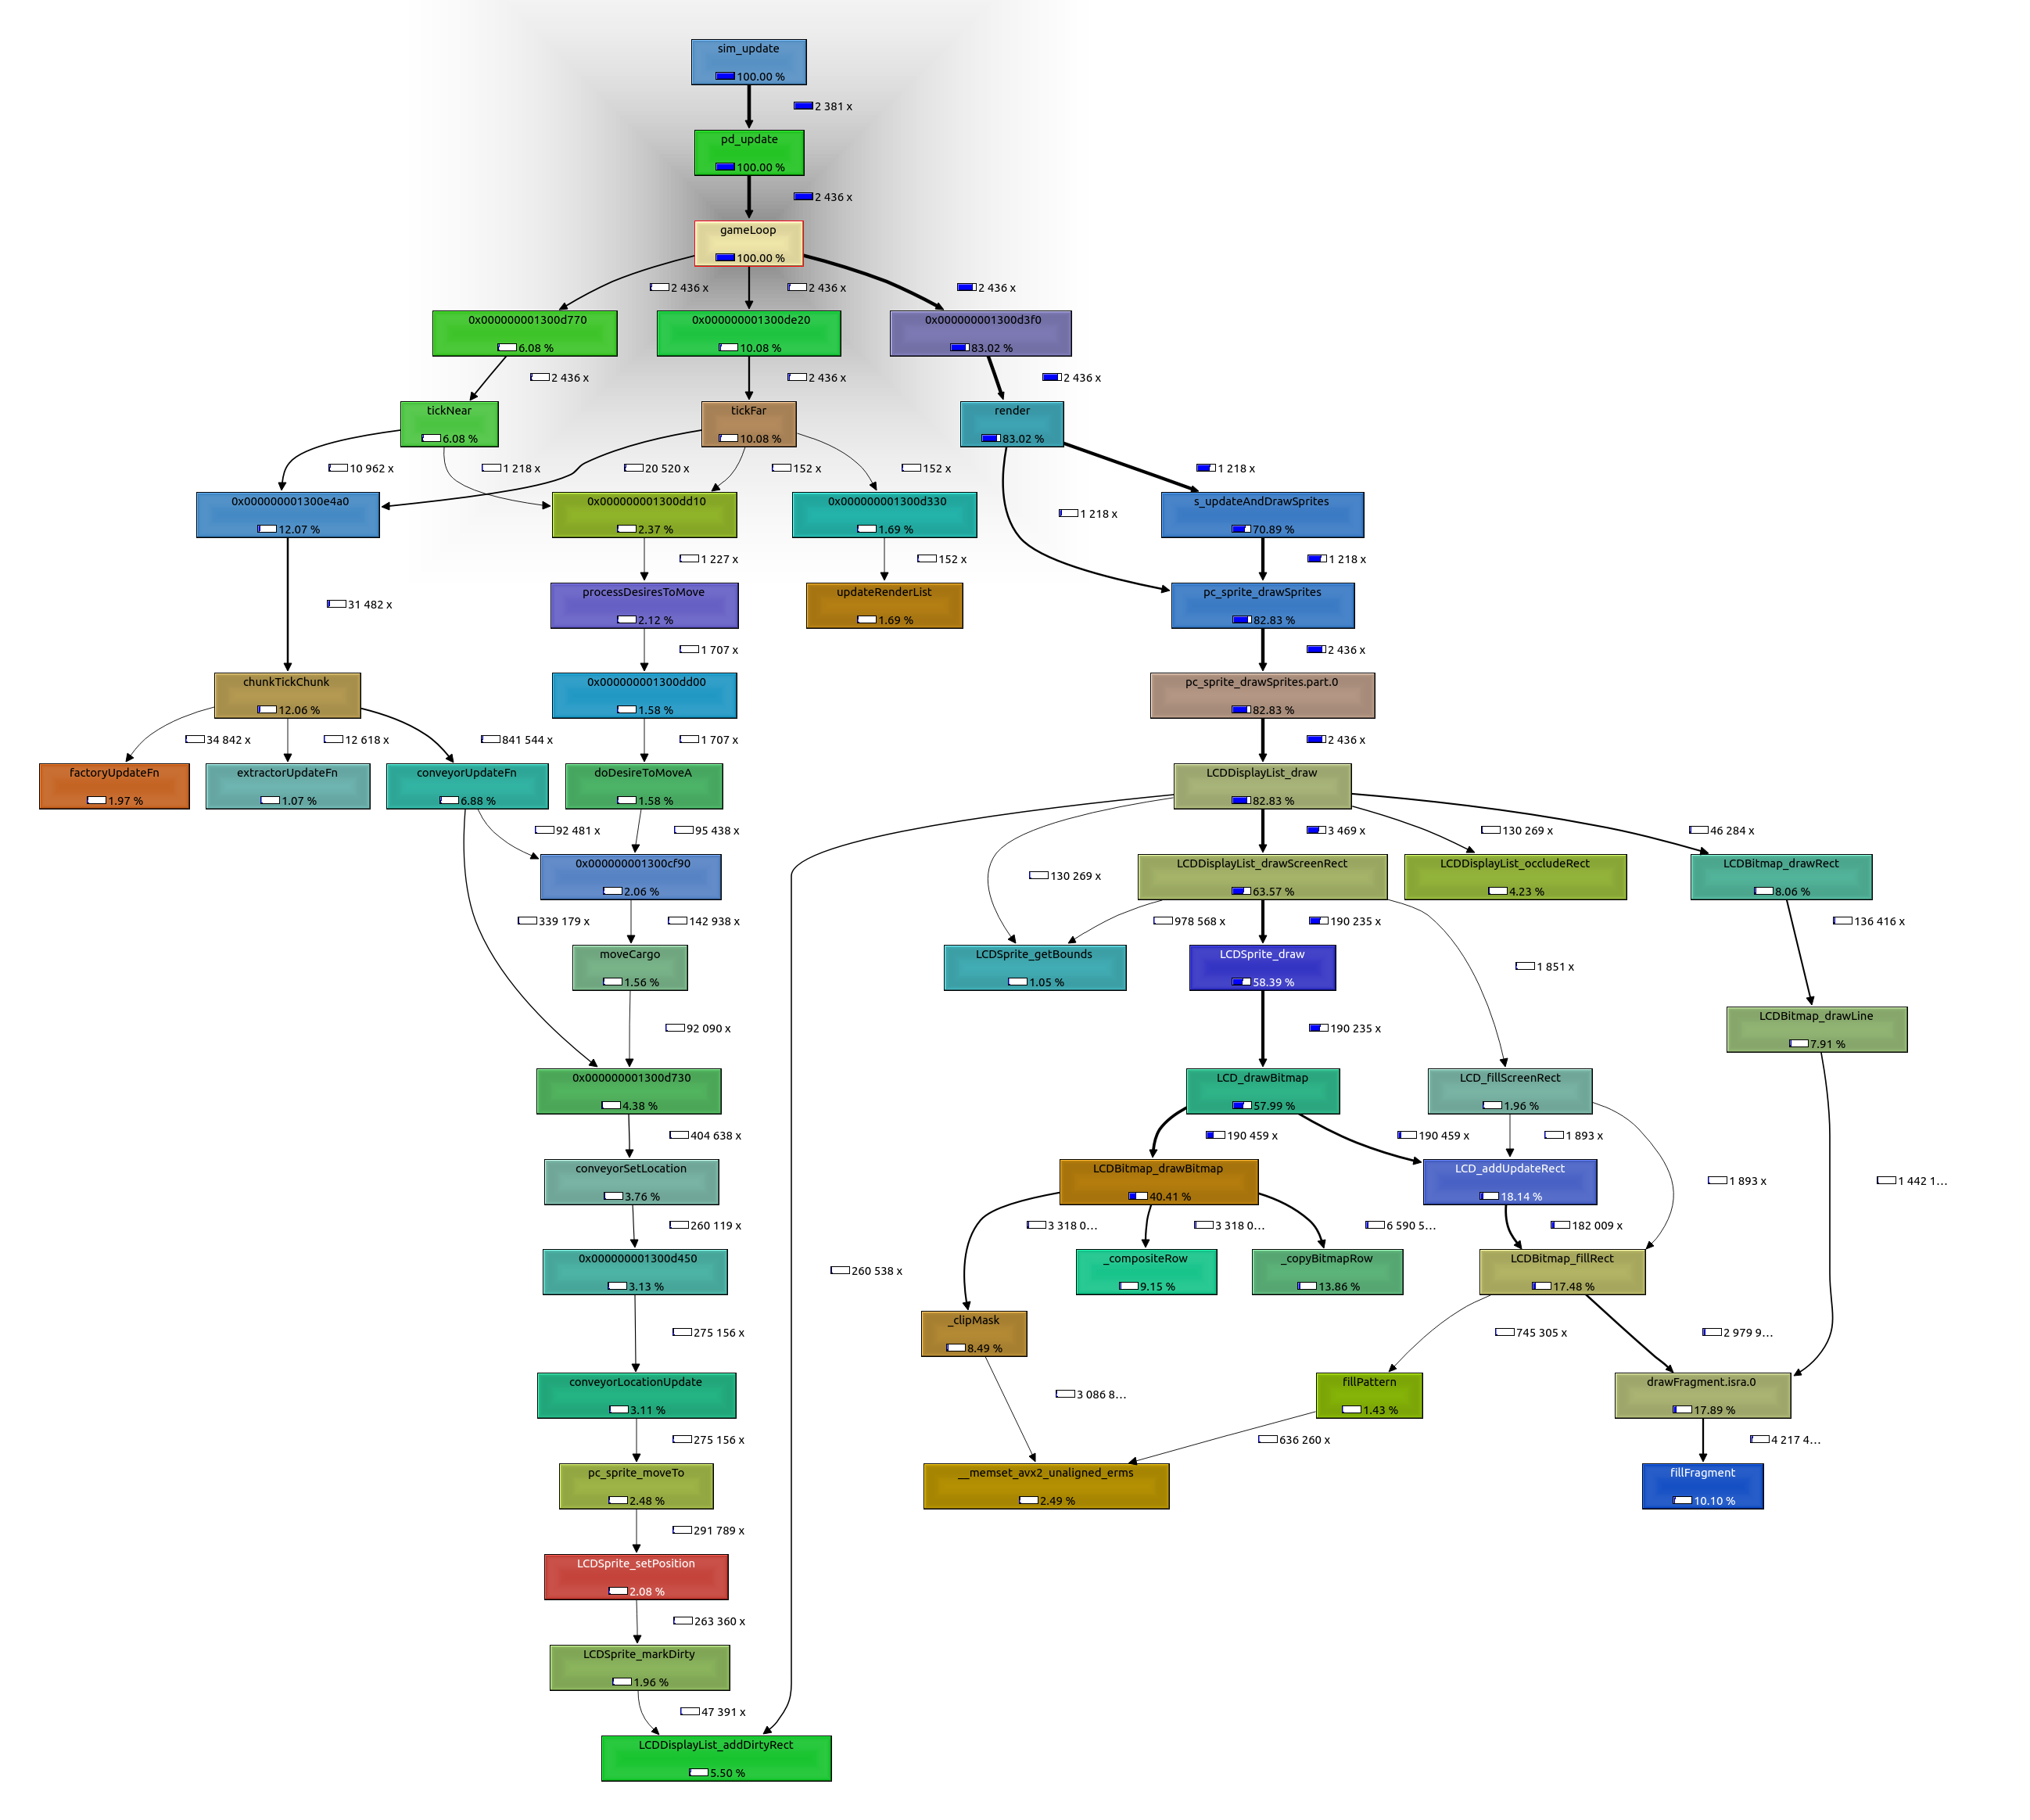 sim_update
100.00 %
2 381 x
pd_update
100.00 %
2 436 x
gameLoop
100.00 %
2 436 x
2 436 x
2 436 x
0x000000001300d770
6.08 %
0x000000001300de20
10.08 %
0x000000001300d3f0
83.02 %
2 436 x
2 436 x
2 436 x
tickNear
6.08 %
tickFar
10.08 %
render
83.02 %
10 962 x
1 218 x
20 520 x
152 x
152 x
1 218 x
0x000000001300e4a0
12.07 %
0x000000001300dd10
2.37 %
0x000000001300d330
1.69 %
1 218 x
s_updateAndDrawSprites
70.89 %
1 227 x
152 x
1 218 x
31 482 x
processDesiresToMove
2.12 %
updateRenderList
1.69 %
pc_sprite_drawSprites
82.83 %
1 707 x
2 436 x
chunkTickChunk
12.06 %
0x000000001300dd00
1.58 %
pc_sprite_drawSprites.part.0
82.83 %
34 842 x
12 618 x
841 544 x
1 707 x
2 436 x
factoryUpdateFn
1.97 %
extractorUpdateFn
1.07 %
conveyorUpdateFn
6.88 %
doDesireToMoveA
1.58 %
LCDDisplayList_draw
82.83 %
92 481 x
95 438 x
3 469 x
130 269 x
46 284 x
0x000000001300cf90
2.06 %
130 269 x
LCDDisplayList_drawScreenRect
63.57 %
LCDDisplayList_occludeRect
4.23 %
LCDBitmap_drawRect
8.06 %
339 179 x
142 938 x
978 568 x
190 235 x
136 416 x
moveCargo
1.56 %
LCDSprite_getBounds
1.05 %
LCDSprite_draw
58.39 %
1 851 x
92 090 x
190 235 x
LCDBitmap_drawLine
7.91 %
0x000000001300d730
4.38 %
LCD_drawBitmap
57.99 %
LCD_fillScreenRect
1.96 %
404 638 x
190 459 x
190 459 x
1 893 x
conveyorSetLocation
3.76 %
LCDBitmap_drawBitmap
40.41 %
LCD_addUpdateRect
18.14 %
1 893 x
1 442 1…
260 119 x
3 318 0…
3 318 0…
6 590 5…
182 009 x
0x000000001300d450
3.13 %
260 538 x
_compositeRow
9.15 %
_copyBitmapRow
13.86 %
LCDBitmap_fillRect
17.48 %
275 156 x
_clipMask
8.49 %
745 305 x
2 979 9…
conveyorLocationUpdate
3.11 %
3 086 8…
fillPattern
1.43 %
drawFragment.isra.0
17.89 %
275 156 x
636 260 x
4 217 4…
pc_sprite_moveTo
2.48 %
__memset_avx2_unaligned_erms
2.49 %
fillFragment
10.10 %
291 789 x
LCDSprite_setPosition
2.08 %
263 360 x
LCDSprite_markDirty
1.96 %
47 391 x
LCDDisplayList_addDirtyRect
5.50 %